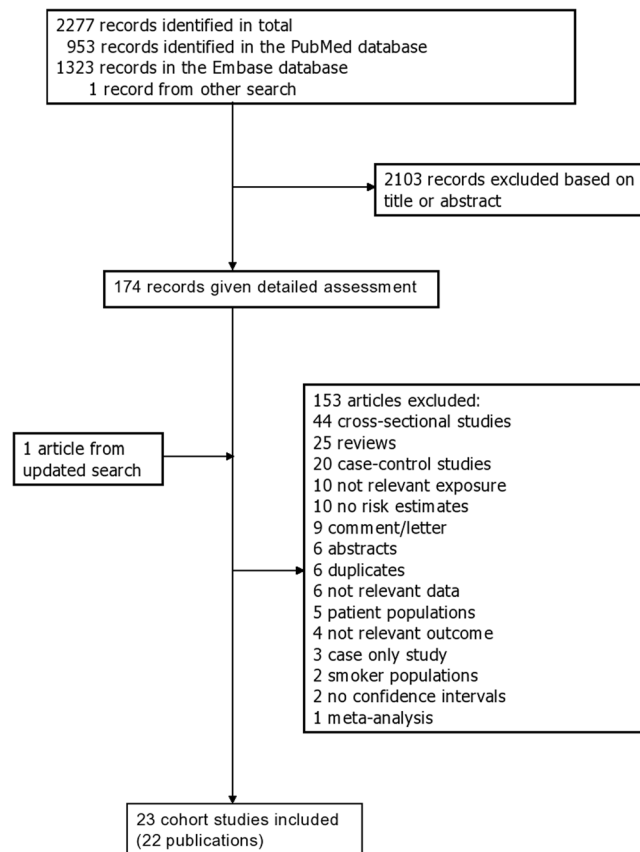 2277 records identified in total
953 records identified in the PubMed database
1323 records in the Embase database
1 record from other search
2103 records excluded based on
title or abstract
174 records given detailed assessment
1 article from
updated search
153 articles excluded:
44 cross-sectional studies
25 reviews
20 case-control studies
10 not relevant exposure
10 no risk estimates
9 comment/letter
6 abstracts
6 duplicates
6 not relevant data
5 patient populations
4 not relevant outcome
3 case only study
2 smoker populations
2 no confidence intervals
1 meta-analysis
23 cohort studies included
(22 publications)